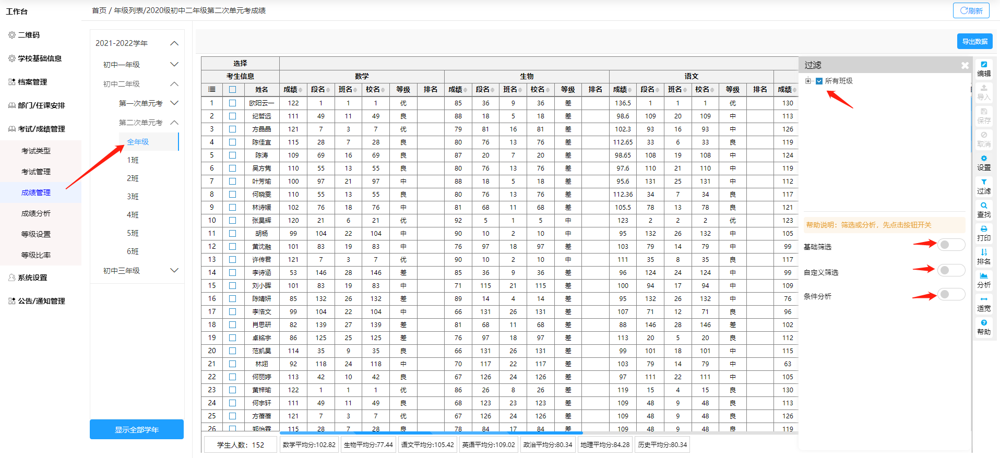 工作台
首页 / 年级列表/2020级初中二年级第二次单元考成绩
刷新
二维码
学校基础信息
档案管理
部门/任课安排
考试/成绩管理
考试类型
考试管理
成绩管理
成绩分析
等级设置
等级比率
系统设置
公告/通知管理
2021-2022学年
初中一年级
初中二年级
第一次单元考
第二次单元考
全年级
1班
2班
3班
4班
5班
6班
初中三年级
显示全部学年
导出数据
选择
考生信息 数学 生物 语文
姓名 成绩 段名 班名 校名 等级 排名 成绩 段名 班名 校名 等级 排名 成绩 段名 班名 校名 等级 排名 成绩
1 欧阳云一 122 1 1 1 优 85 36 9 36 差 136.5 1 1 1 优 130
2 纪哲远 111 49 11 49 良 88 18 5 18 差 98.6 109 20 109 中 113
3 方晶晶 121 7 3 7 优 79 81 16 81 差 102.3 93 16 93 中 126
4 陈佳宜 115 28 7 28 良 80 76 13 76 差 112.65 33 6 33 良 119
5 陈涛 109 69 16 69 良 87 20 7 20 差 98.65 108 19 108 中 124
6 吴方隽 110 55 13 55 良 80 76 13 76 差 97.6 110 21 110 中 119
7 叶芳瑜 100 97 21 97 中 88 18 5 18 差 95.6 131 25 131 中 112
8 何晓雯 110 55 13 55 良 80 76 13 76 差 112.36 34 7 34 良 117
9 林诗媛 102 76 18 76 中 81 68 11 68 差 105.5 78 13 78 良 121
10 张昊辉 120 21 6 21 优 92 5 1 5 中 123 2 2 2 优 123
11 胡杨 99 104 22 104 中 90 10 2 10 中 95 132 26 132 中 105
12 黄沈融 101 83 19 83 中 76 97 18 97 差 103 79 14 79 中 99
13 许传君 121 7 3 7 优 90 10 2 10 中 111 35 8 35 良 117
14 李诗涵 53 146 28 146 差 85 36 9 36 差 96 124 24 124 中 99
15 刘小晖 101 83 19 83 中 71 115 21 115 差 100 94 17 94 中 109
16 陈婧妍 85 132 26 132 差 89 14 4 14 差 95 132 26 132 中 76
17 李浩文 99 104 22 104 中 66 131 26 131 差 107 71 12 71 良 96
18 肖思研 82 139 27 139 差 81 68 11 68 差 88 146 28 146 差 102
19 卓铭宇 86 125 25 125 差 76 97 18 97 差 113 20 5 20 良 112
20 范凯昊 114 35 9 35 良 66 131 26 131 差 99 101 18 101 中 115
21 林翊 92 118 24 118 中 70 117 22 117 差 103 79 14 79 中 63
22 何丽婷 113 42 10 42 良 67 126 24 126 差 97 111 22 111 中 105
23 黄梓瑜 122 1 1 1 优 86 26 8 26 差 119 15 4 15 良 130
24 何宇轩 111 49 11 49 良 68 123 23 123 差 109 48 9 48 良 113
25 方蓓蓓 121 7 3 7 优 67 126 24 126 差 109 48 9 48 良 126
26 郑怡霖 115 28 7 28 良 78 84 17 84 差 109 48 9 48 良 119
学生人数：152
数学平均分:102.82
生物平均分:77.44
语文平均分:105.42
英语平均分:109.02
政治平均分:80.34
地理平均分:84.28
历史平均分:80.34
过滤
所有班级
帮助说明：筛选或分析，先点击按钮开关
基础筛选
自定义筛选
条件分析
编辑
导入
保存
取消
设置
过滤
查找
打印
排名
分析
适宽
帮助